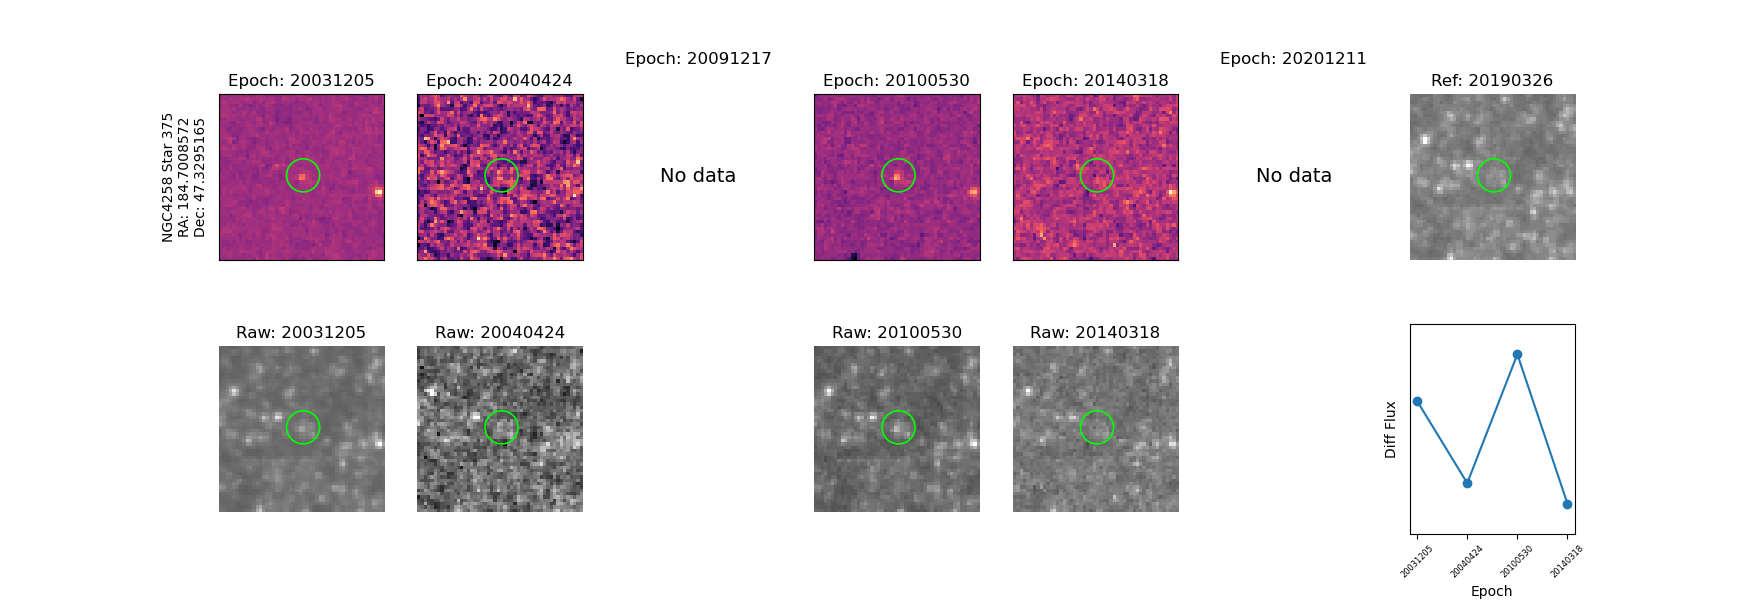 Epoch: 20031205
Epoch: 20040424
Epoch: 20091217
Epoch: 20100530
Epoch: 20140318
Epoch: 20201211
Ref: 20190326
NGC4258 Star 375
RA: 184.7008572
Dec: 47.3295165
No data
No data
Raw: 20031205
Raw: 20040424
Raw: 20100530
Raw: 20140318
Diff Flux
20031205
20040424
20100530
20140318
Epoch